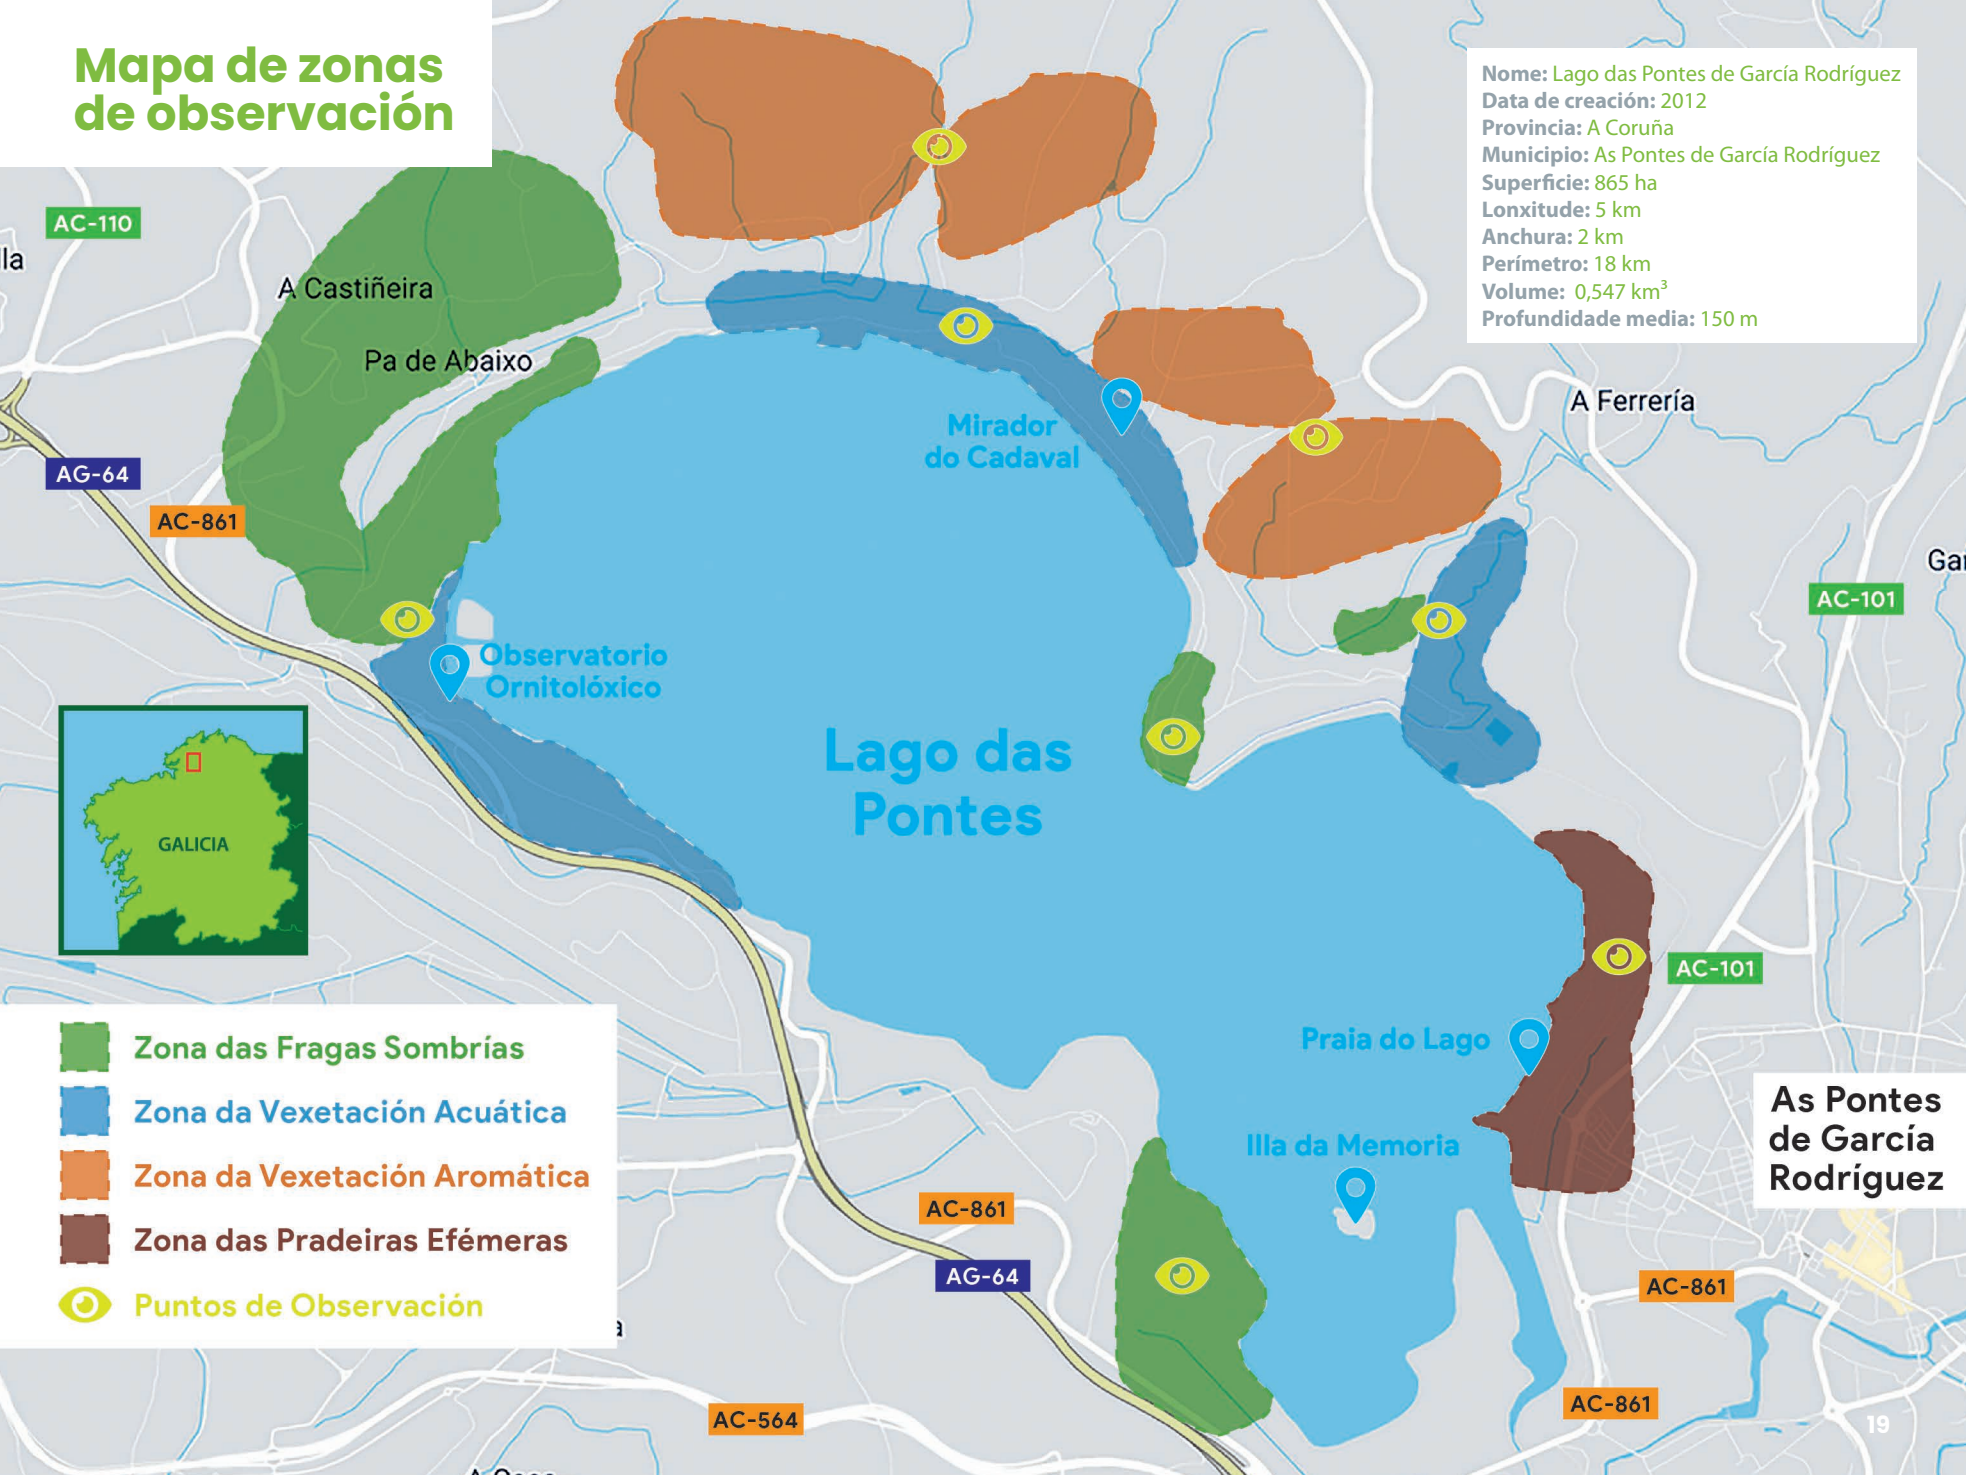 Mapa de zonas
de observación
Nome: Lago das Pontes de García Rodríguez
Data de creación: 2012
Provincia: A Coruña
Municipio: As Pontes de García Rodríguez
Superficie: 865 ha
Lonxitude: 5 km
Anchura: 2 km
Perímetro: 18 km
Volume: 0,547 km³
Profundidade media: 150 m
AC-110
lla
A Castiñeira
Pa de Abaixo
AG-64
AC-861
Mirador
do Cadaval
A Ferrería
Gar
AC-101
Observatorio
Ornitolóxico
Lago das
Pontes
GALICIA
AC-101
Praia do Lago
Illa da Memoria
As Pontes
de García
Rodríguez
Zona das Fragas Sombrías
Zona da Vexetación Acuática
Zona da Vexetación Aromática
Zona das Pradeiras Efémeras
Puntos de Observación
a
AC-861
AG-64
AC-861
AC-861
AC-564
19